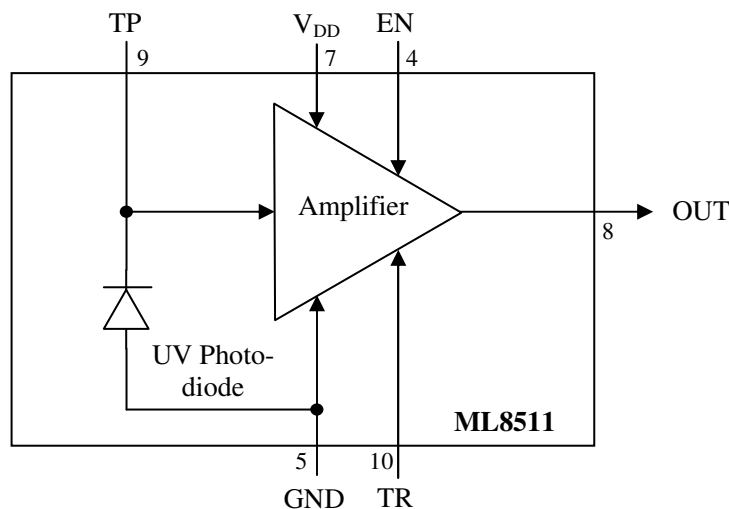 TP
V_DD
EN
9
7
4
Amplifier
OUT
8
UV Photo-
diode
ML8511
5
10
GND
TR